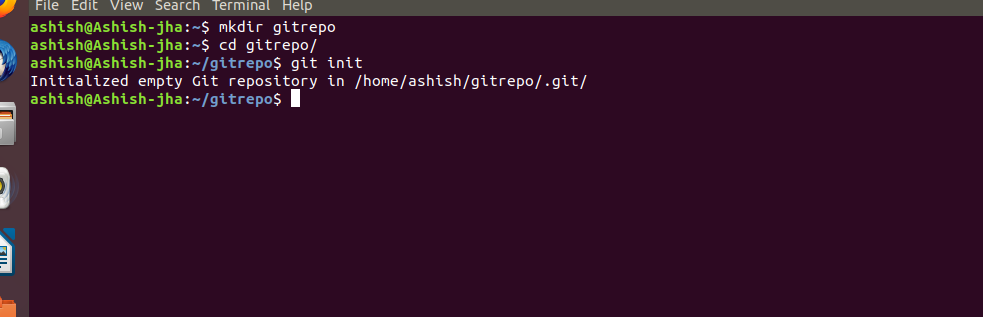 File Edit View Search Terminal Help
ashish@Ashish-jha:~$ mkdir gitrepo
ashish@Ashish-jha:~$ cd gitrepo/
ashish@Ashish-jha:~/gitrepo$ git init
Initialized empty Git repository in /home/ashish/gitrepo/.git/
ashish@Ashish-jha:~/gitrepo$